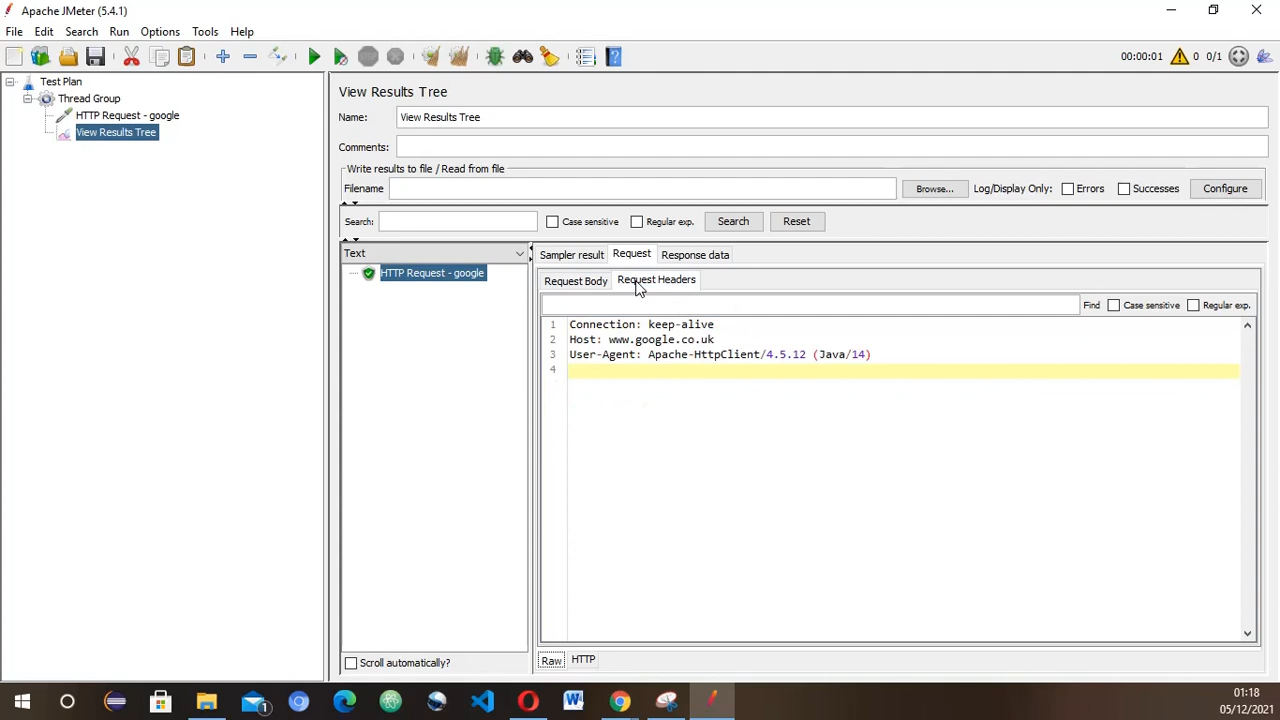 Apache JMeter (5.4.1)
File Edit Search Run Options Tools Help
00:00:01 0 0/1
Test Plan
Thread Group
HTTP Request - google
View Results Tree
View Results Tree
Name: View Results Tree
Comments:
Write results to file / Read from file
Filename Browse... Log/Display Only: Errors Successes Configure
Search: Case sensitive Regular exp. Search Reset
Text
HTTP Request - google
Scroll automatically?
Sampler result Request Response data
Request Body Request Headers
Find Case sensitive Regular exp.
1 Connection: keep-alive
2 Host: www.google.co.uk
3 User-Agent: Apache-HttpClient/4.5.12 (Java/14)
4
Raw HTTP
1
W
01:18
05/12/2021